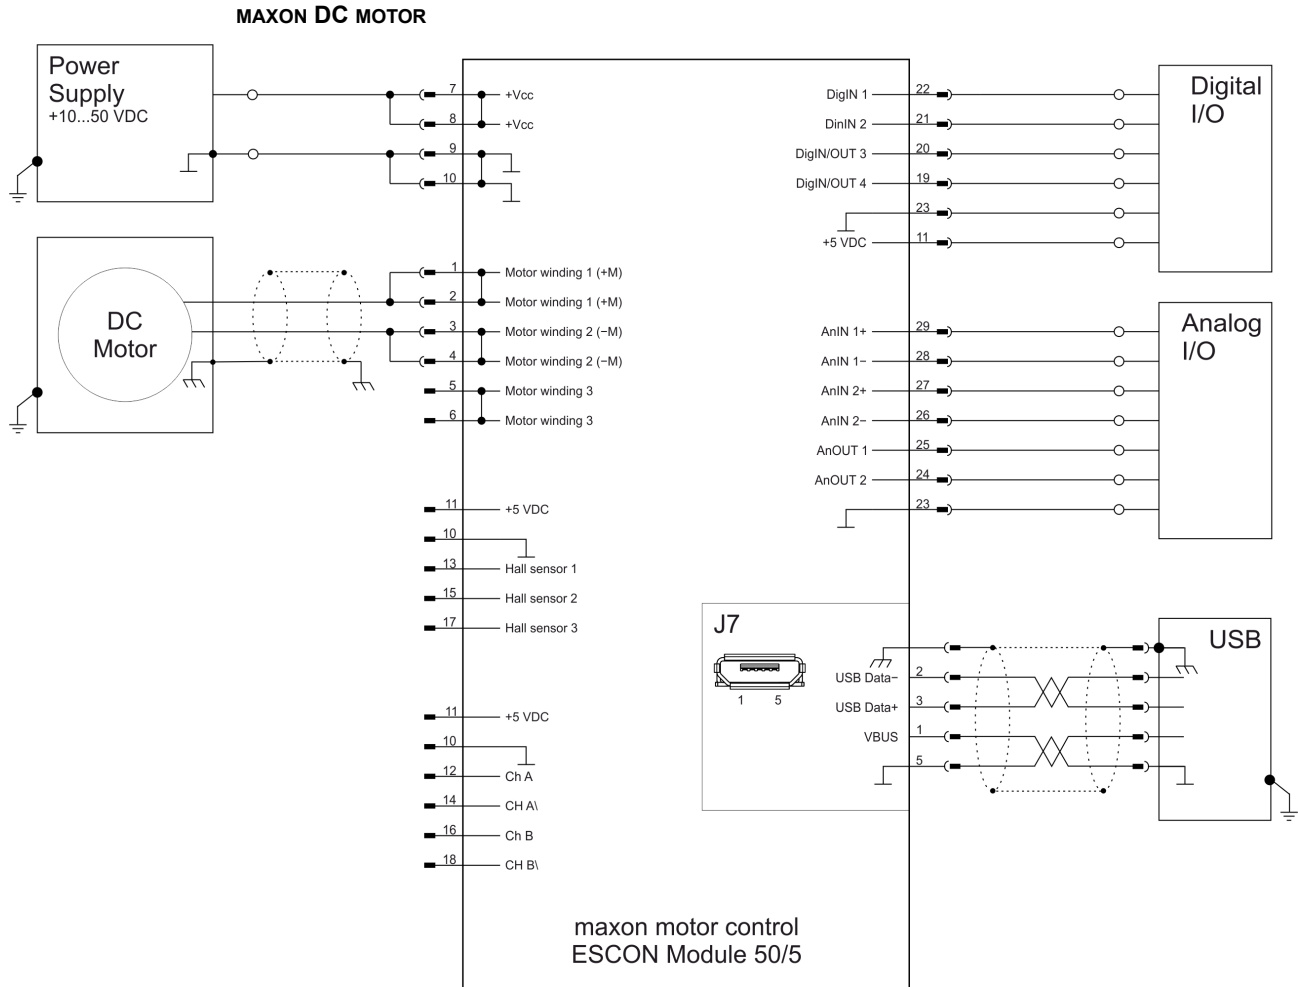 MAXON DC MOTOR
Power
Supply
+10...50 VDC
7 +Vcc
8 +Vcc
9
10
DC
Motor
1 Motor winding 1 (+M)
2 Motor winding 1 (+M)
3 Motor winding 2 (−M)
4 Motor winding 2 (−M)
5 Motor winding 3
6 Motor winding 3
11 +5 VDC
10
13 Hall sensor 1
15 Hall sensor 2
17 Hall sensor 3
11 +5 VDC
10
12 Ch A
14 CH A\
16 Ch B
18 CH B\
DigIN 1 22
DinIN 2 21
DigIN/OUT 3 20
DigIN/OUT 4 19
23
+5 VDC 11
Digital
I/O
AnIN 1+ 29
AnIN 1− 28
AnIN 2+ 27
AnIN 2− 26
AnOUT 1 25
AnOUT 2 24
23
Analog
I/O
J7
1 5
USB Data− 2
USB Data+ 3
VBUS 1
5
USB
maxon motor control
ESCON Module 50/5